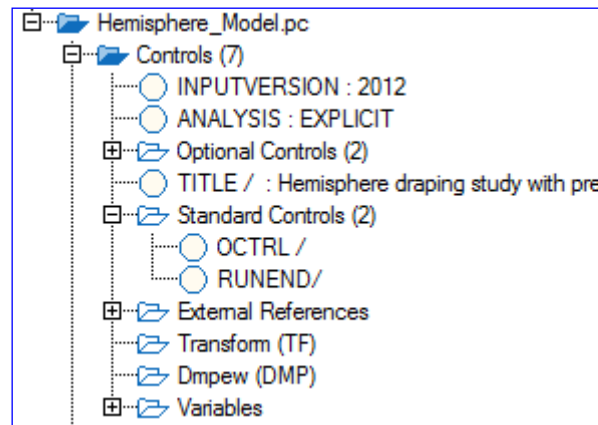 Hemisphere_Model.pc
Controls (7)
INPUTVERSION : 2012
ANALYSIS : EXPLICIT
Optional Controls (2)
TITLE / : Hemisphere draping study with pre
Standard Controls (2)
OCTRL /
RUNEND/
External References
Transform (TF)
Dmpew (DMP)
Variables